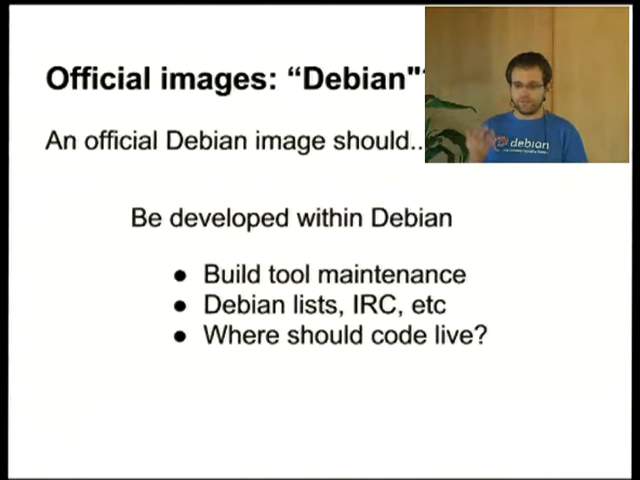 Official images: “Debian"
An official Debian image should..
debian
Be developed within Debian
● Build tool maintenance
● Debian lists, IRC, etc
● Where should code live?